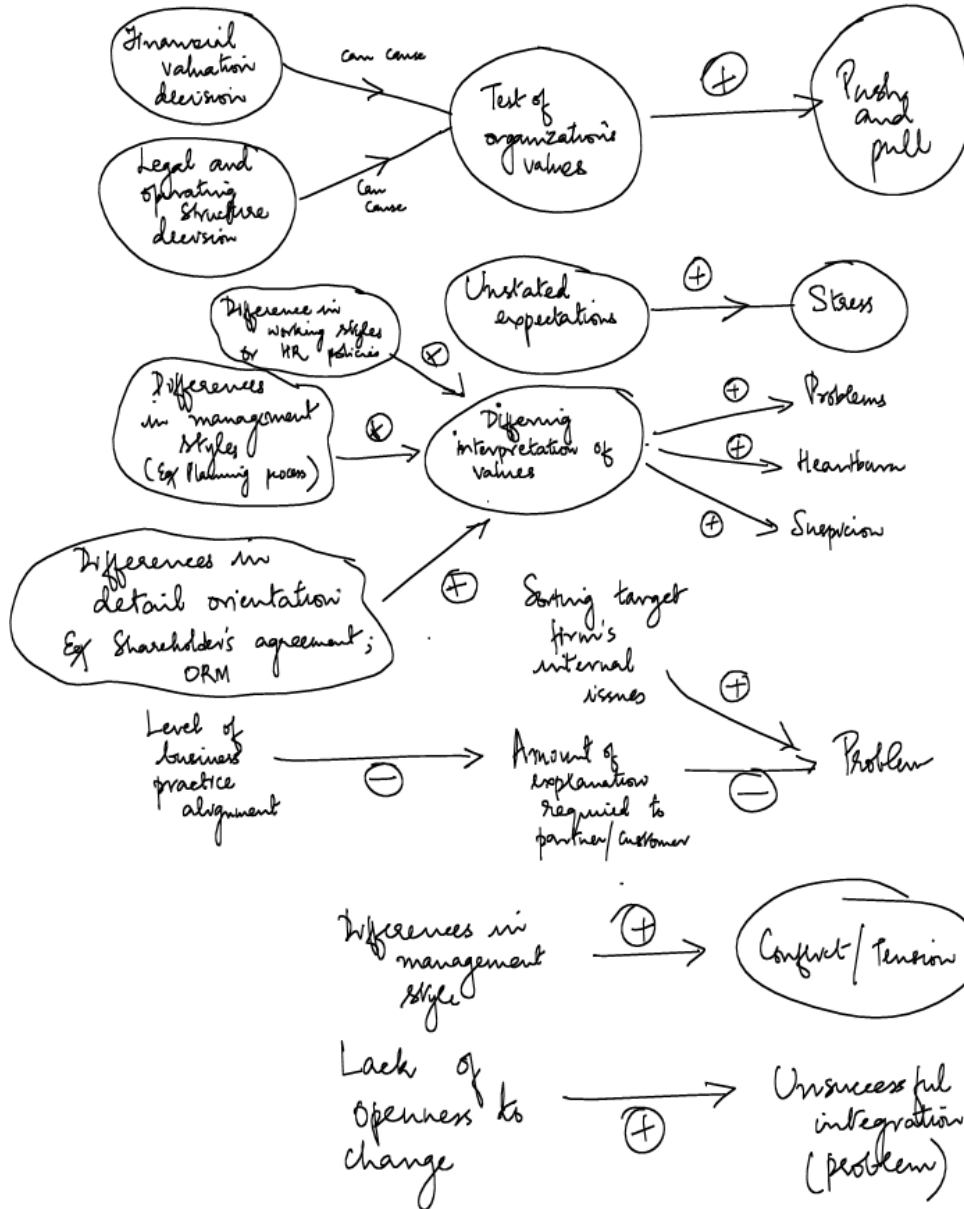 Financial
valuation
decision
can cause
Test of
organization's
values
+
Push
and
pull
Legal and
operating
structure
decision
can
cause
Unstated
expectations
+
Stress
Difference in
working styles
or HR policies
+
Differences
in management
styles
(Eg Planning process)
+
Differing
interpretation of
values
+
Problems
+
Heartburn
+
Suspicion
Differences in
detail orientation
Eg Shareholder's agreement;
ORM
+
Sorting target
firm's
internal
issues
+
Level of
business
practice
alignment
−
Amount of
explanation
required to
partner/customer
−
Problem
Differences in
management
style
+
Conflict/Tension
Lack of
openness to
change
+
Unsuccessful
integration
(problem)